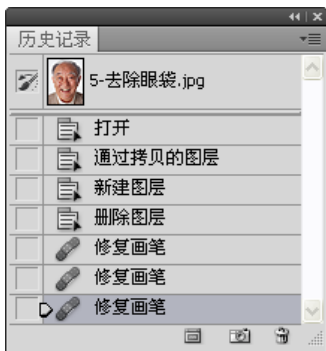 历史记录
5-去除眼袋.jpg
打开
通过拷贝的图层
新建图层
删除图层
修复画笔
修复画笔
修复画笔